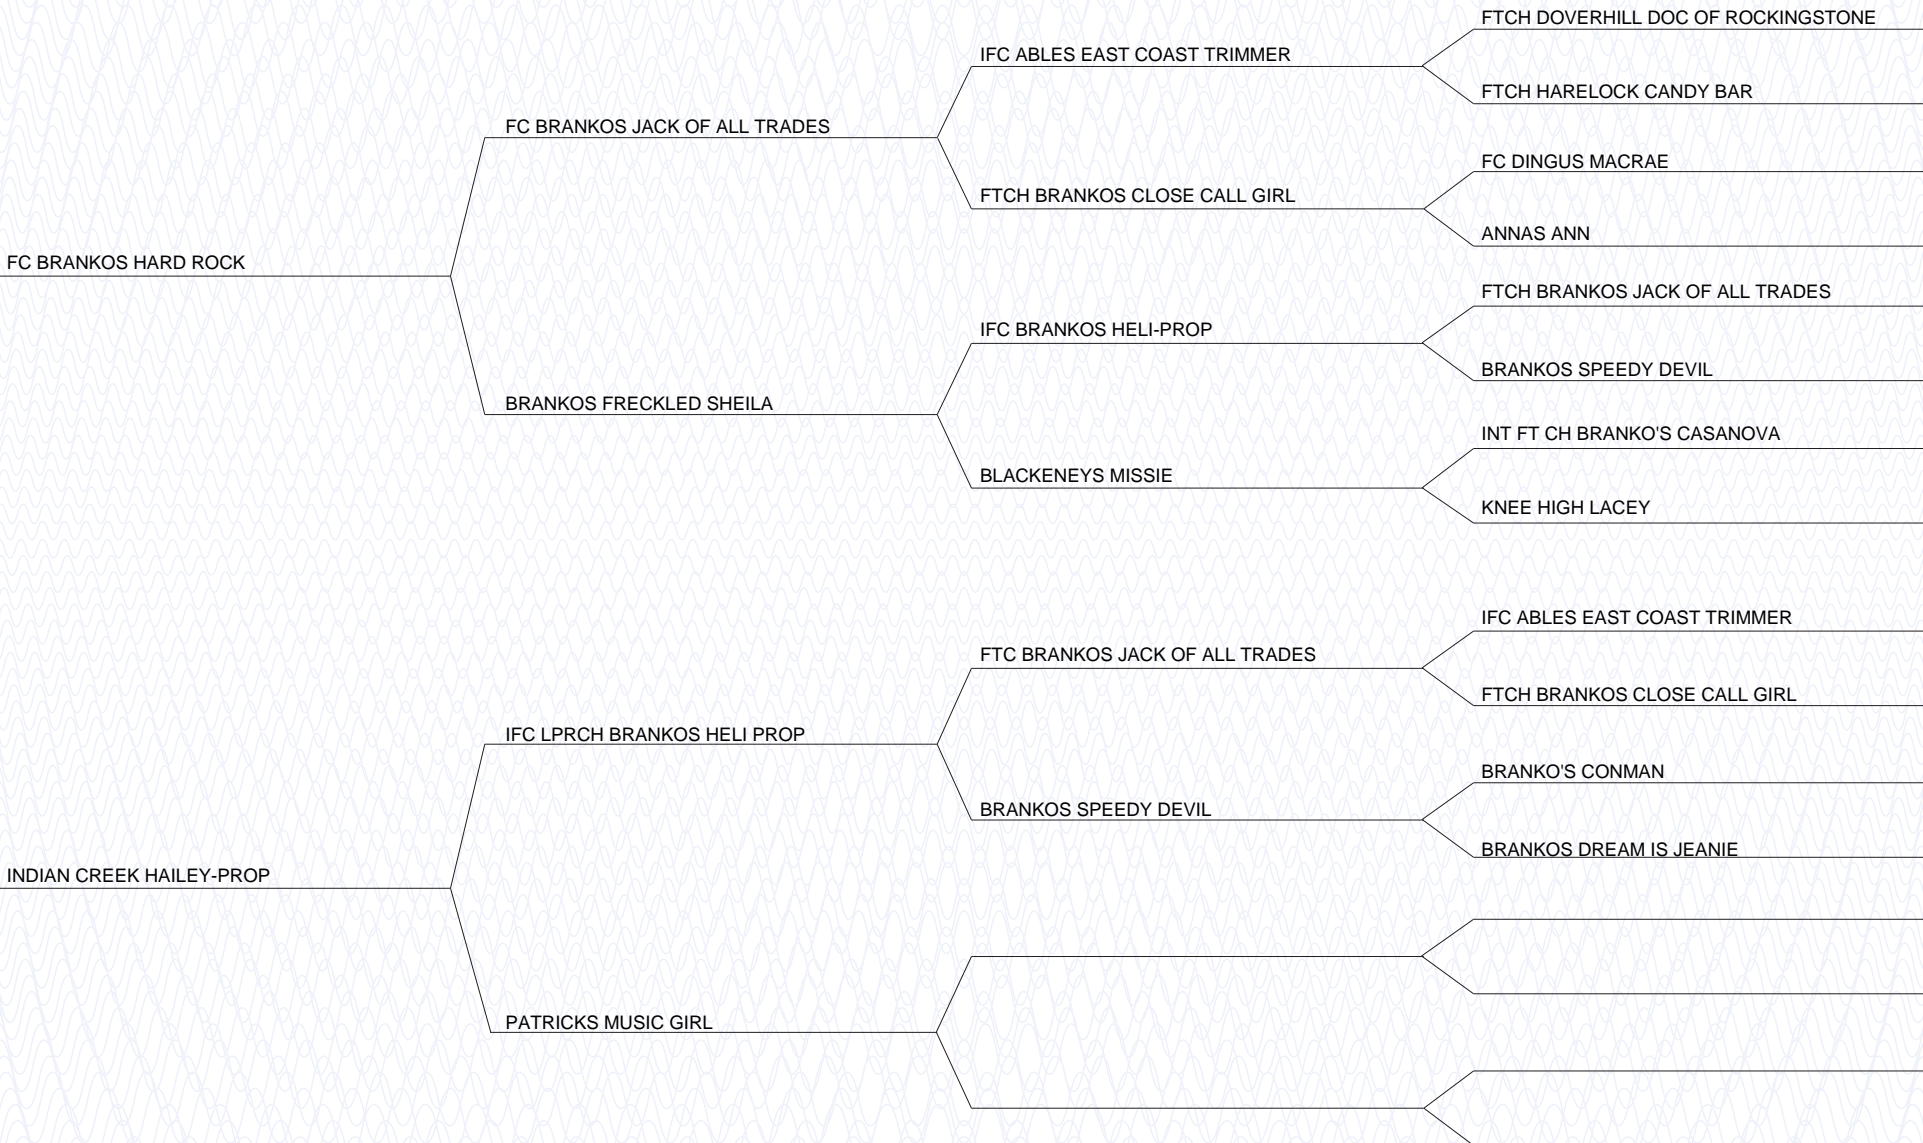 FTCH DOVERHILL DOC OF ROCKINGSTONE
IFC ABLES EAST COAST TRIMMER
FTCH HARELOCK CANDY BAR
FC BRANKOS JACK OF ALL TRADES
FC DINGUS MACRAE
FTCH BRANKOS CLOSE CALL GIRL
ANNAS ANN
FC BRANKOS HARD ROCK
FTCH BRANKOS JACK OF ALL TRADES
IFC BRANKOS HELI-PROP
BRANKOS SPEEDY DEVIL
BRANKOS FRECKLED SHEILA
INT FT CH BRANKO'S CASANOVA
BLACKENEYS MISSIE
KNEE HIGH LACEY
IFC ABLES EAST COAST TRIMMER
FTC BRANKOS JACK OF ALL TRADES
FTCH BRANKOS CLOSE CALL GIRL
IFC LPRCH BRANKOS HELI PROP
BRANKO'S CONMAN
BRANKOS SPEEDY DEVIL
BRANKOS DREAM IS JEANIE
INDIAN CREEK HAILEY-PROP
PATRICKS MUSIC GIRL